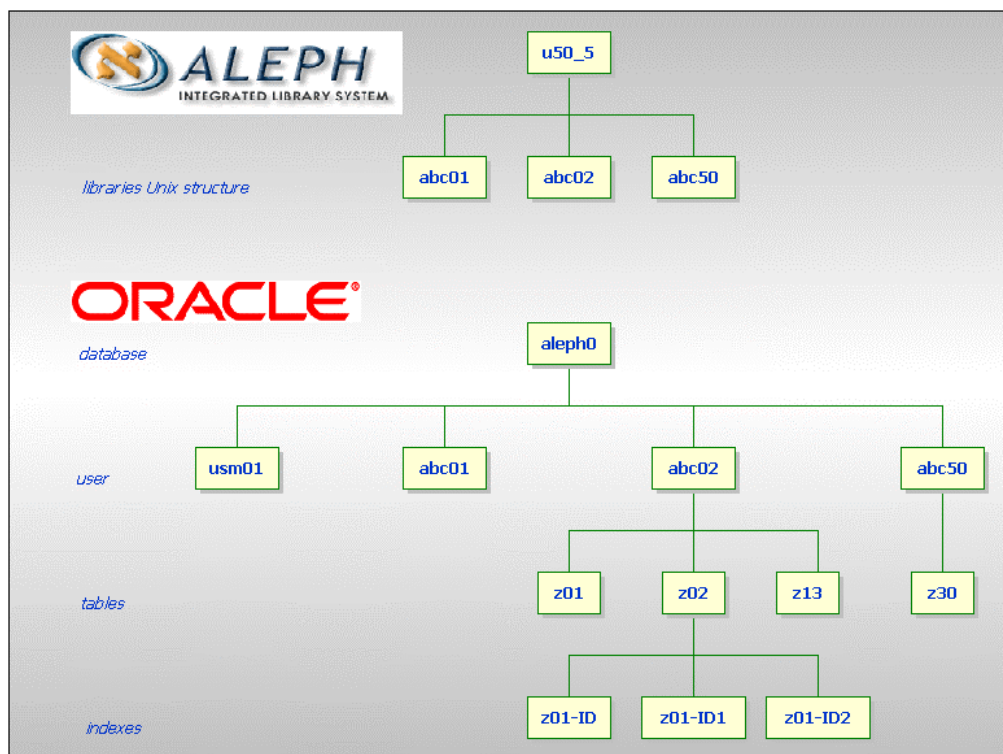 ALEPH
INTEGRATED LIBRARY SYSTEM
u50_5
libraries Unix structure
abc01 abc02 abc50
ORACLE®
database
aleph0
user
usm01 abc01 abc02 abc50
tables
z01 z02 z13 z30
indexes
z01-ID z01-ID1 z01-ID2